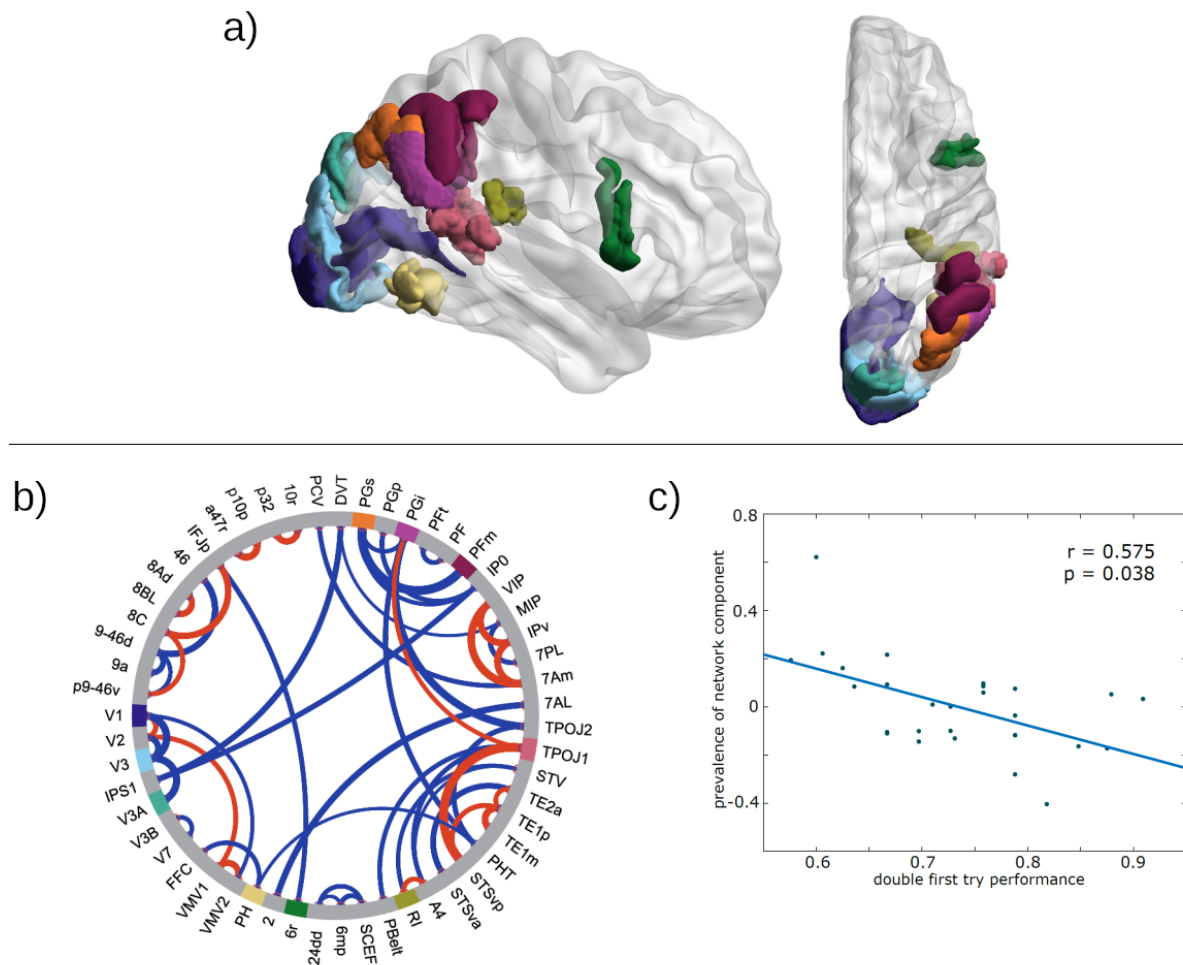 a)
b)
PCV
DVT
PGs
PGp
PGi
PFt
PF
PFm
IP0
VIP
MIP
IPv
7PL
7Am
7AL
TPOJ2
TPOJ1
STV
TE2a
TE1p
TE1m
PHT
STSvp
STSva
A4
RI
PBelt
SCEF
6mp
24dd
6r
2
PH
VMV2
VMV1
FFC
V7
V3B
V3A
IPS1
V3
V2
V1
p9-46v
9a
9-46d
8C
8BL
8Ad
46
IFJp
a47r
p10p
p32
10r
c)
r = 0.575
p = 0.038
prevalence of network component
0.8
0.4
0
-0.4
0.6 0.7 0.8 0.9
double first try performance